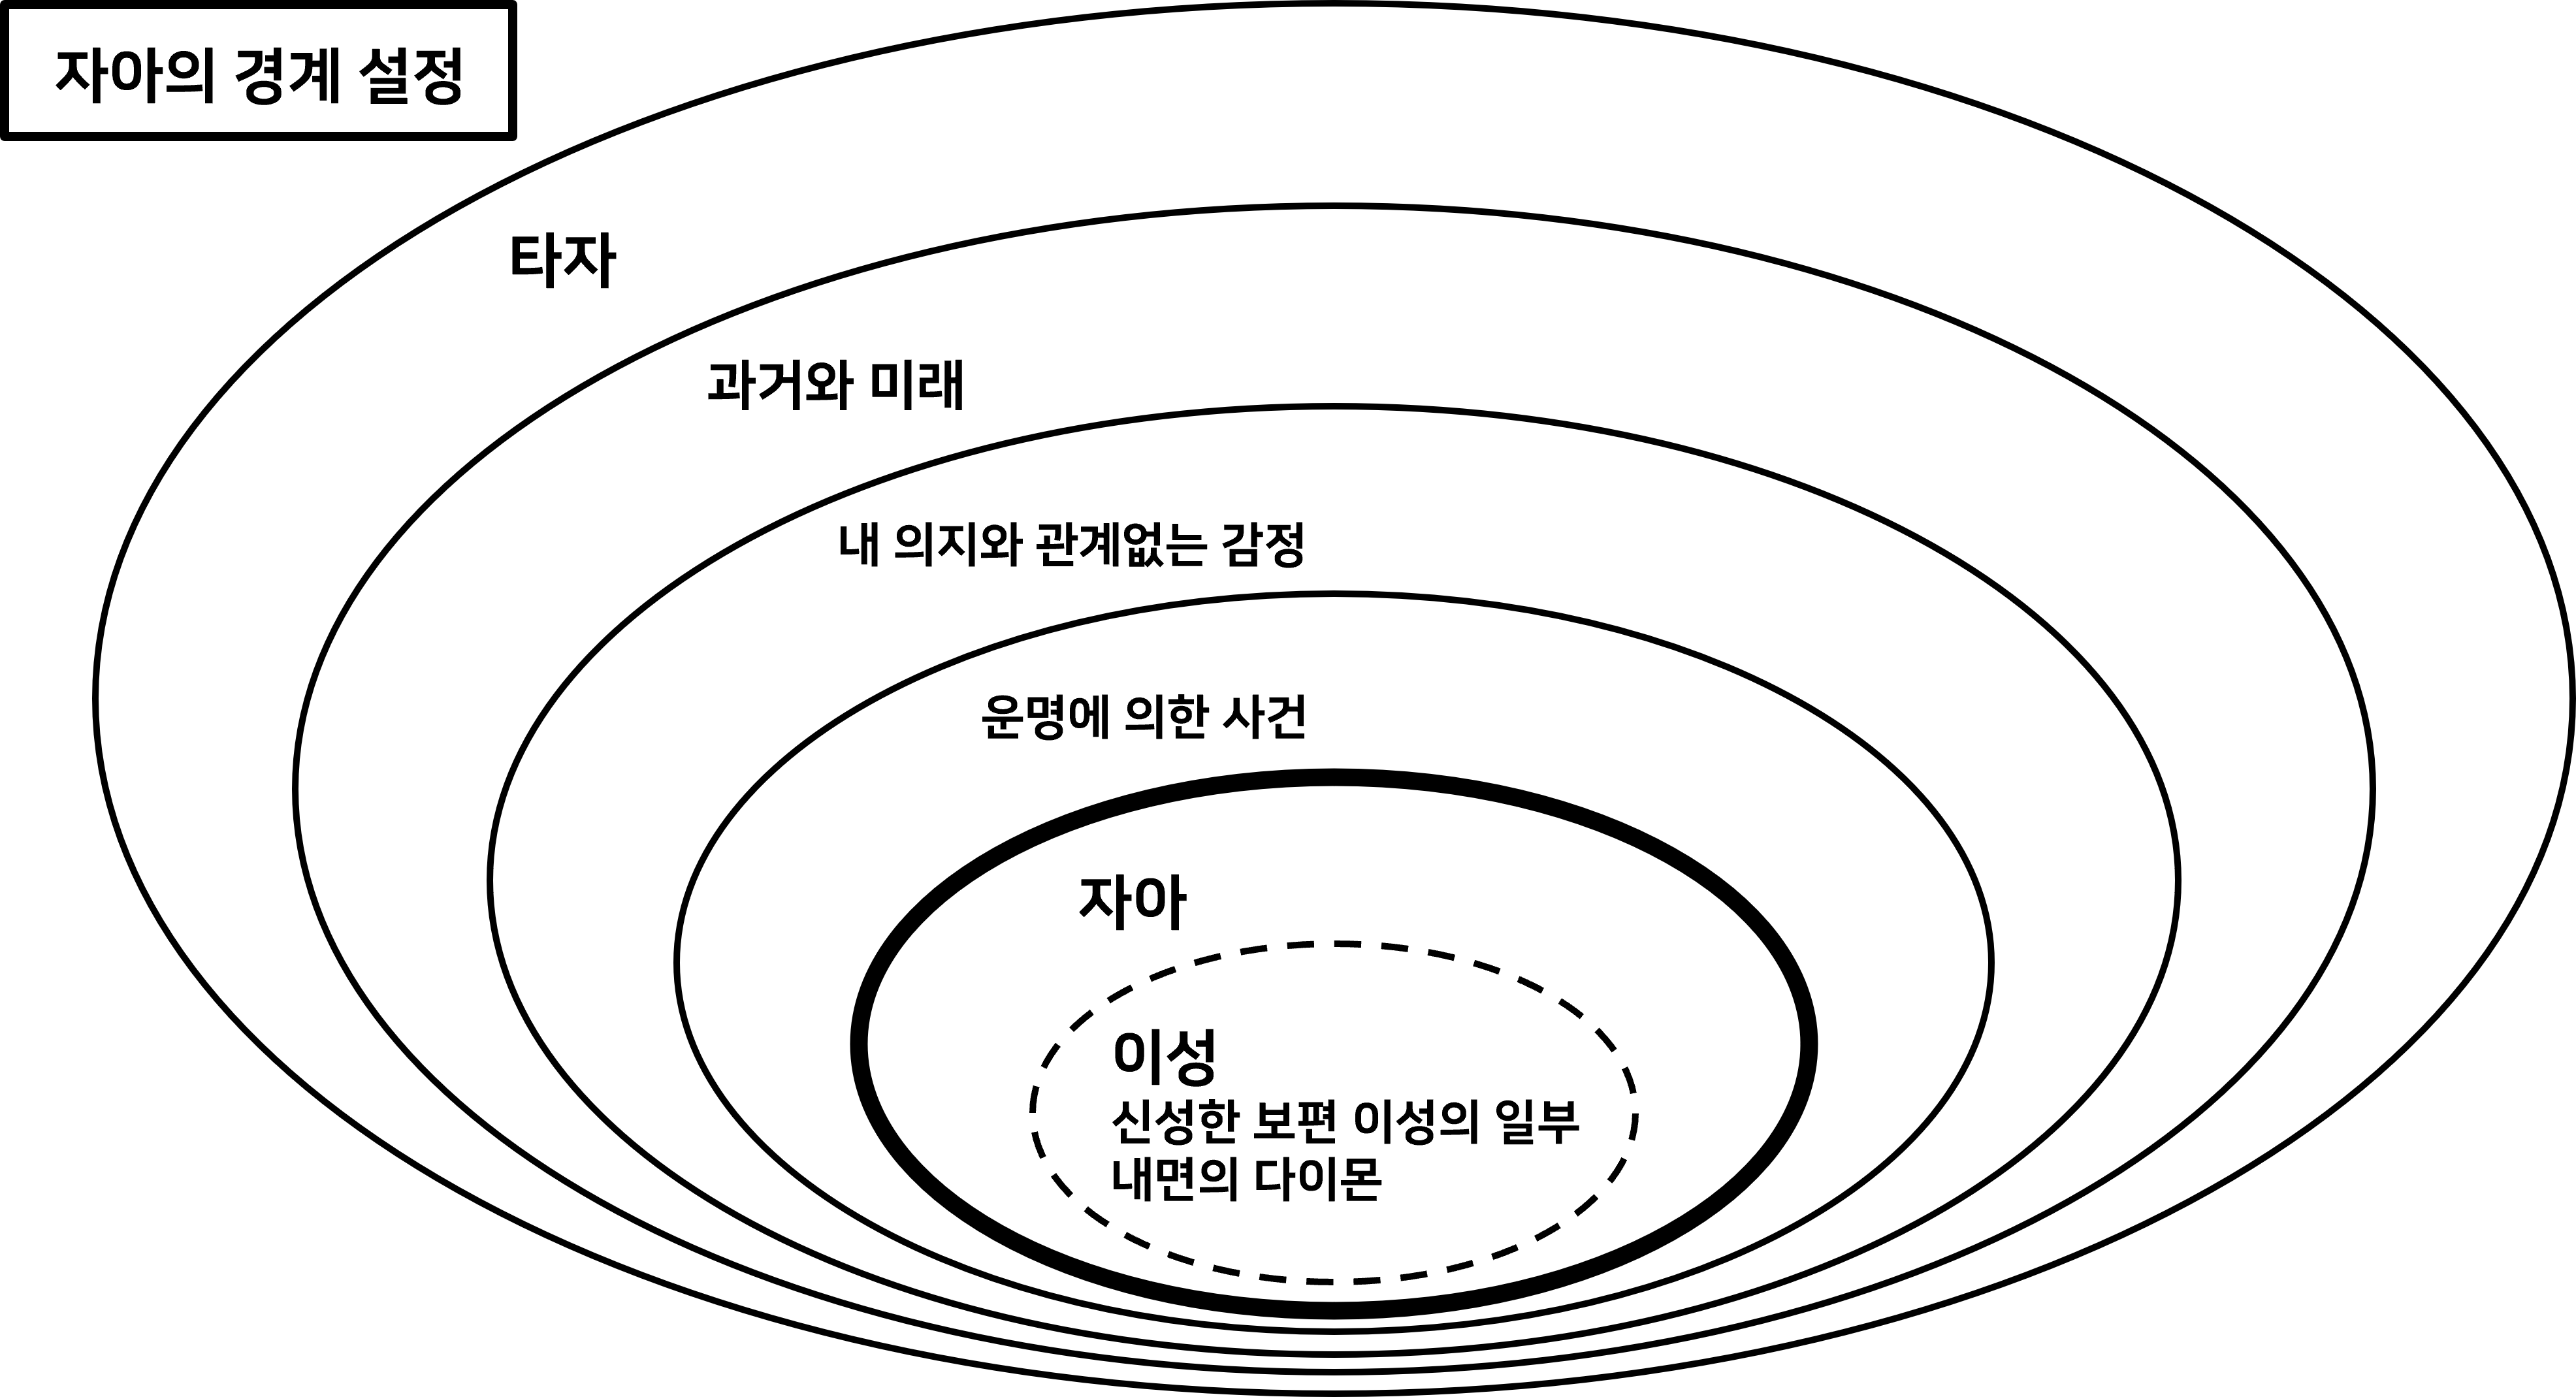 자아의 경계 설정
타자
과거와 미래
내 의지와 관계없는 감정
운명에 의한 사건
자아
이성
신성한 보편 이성의 일부
내면의 다이몬